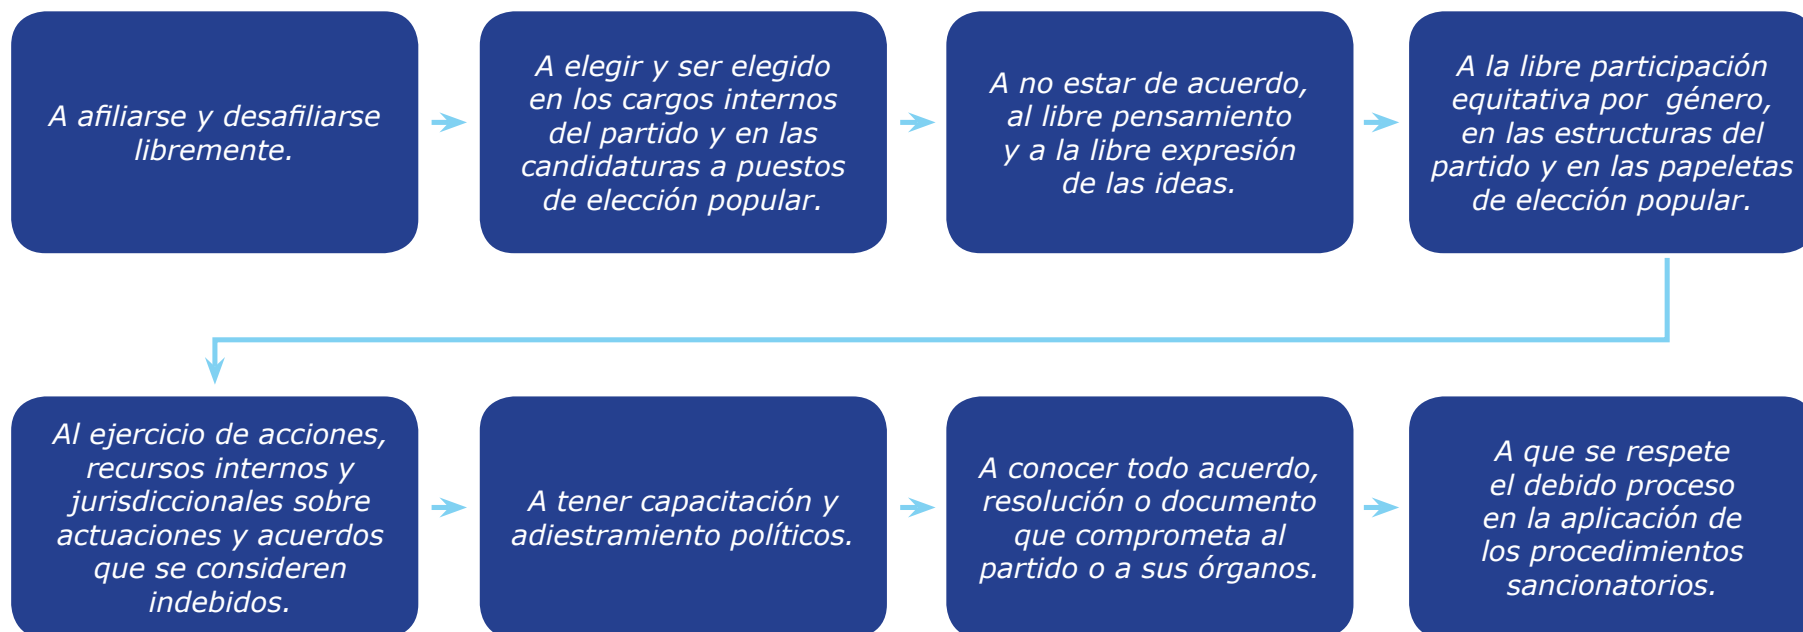 A afiliarse y desafiliarse
libremente.
A elegir y ser elegido
en los cargos internos
del partido y en las
candidaturas a puestos
de elección popular.
A no estar de acuerdo,
al libre pensamiento
y a la libre expresión
de las ideas.
A la libre participación
equitativa por  género,
en las estructuras del
partido y en las papeletas
de elección popular.
Al ejercicio de acciones,
recursos internos y
jurisdiccionales sobre
actuaciones y acuerdos
que se consideren
indebidos.
A tener capacitación y
adiestramiento políticos.
A conocer todo acuerdo,
resolución o documento
que comprometa al
partido o a sus órganos.
A que se respete
el debido proceso
en la aplicación de
los procedimientos
sancionatorios.